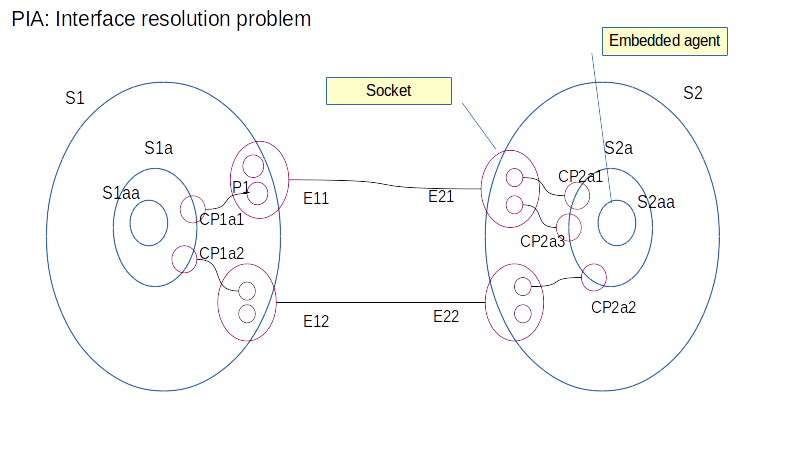 PIA: Interface resolution problem
Embedded agent
Socket
S1
S2
S1a
S2a
CP2a1
P1
S1aa
E11
E21
S2aa
CP1a1
CP2a3
CP1a2
CP2a2
E12
E22